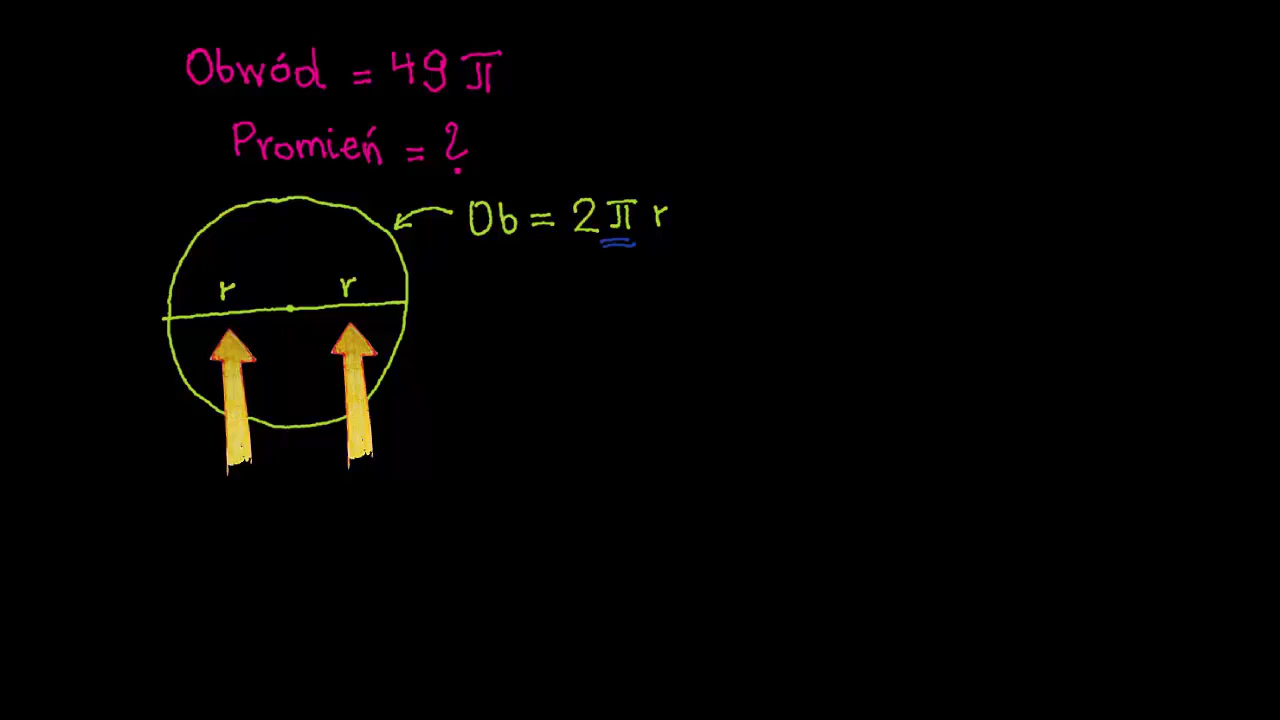 Obwód = 49 π
Promień = ?
Ob = 2 π r
r r